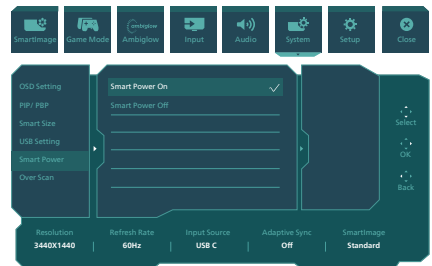 SmartImage
Game Mode
ambiglow
Ambiglow
Input
Audio
System
Setup
Close
OSD Setting
PIP/ PBP
Smart Size
USB Setting
Smart Power
Over Scan
Smart Power On
Smart Power Off
Select
OK
Back
Resolution Refresh Rate Input Source Adaptive Sync SmartImage
3440X1440 | 60Hz | USB C | Off | Standard